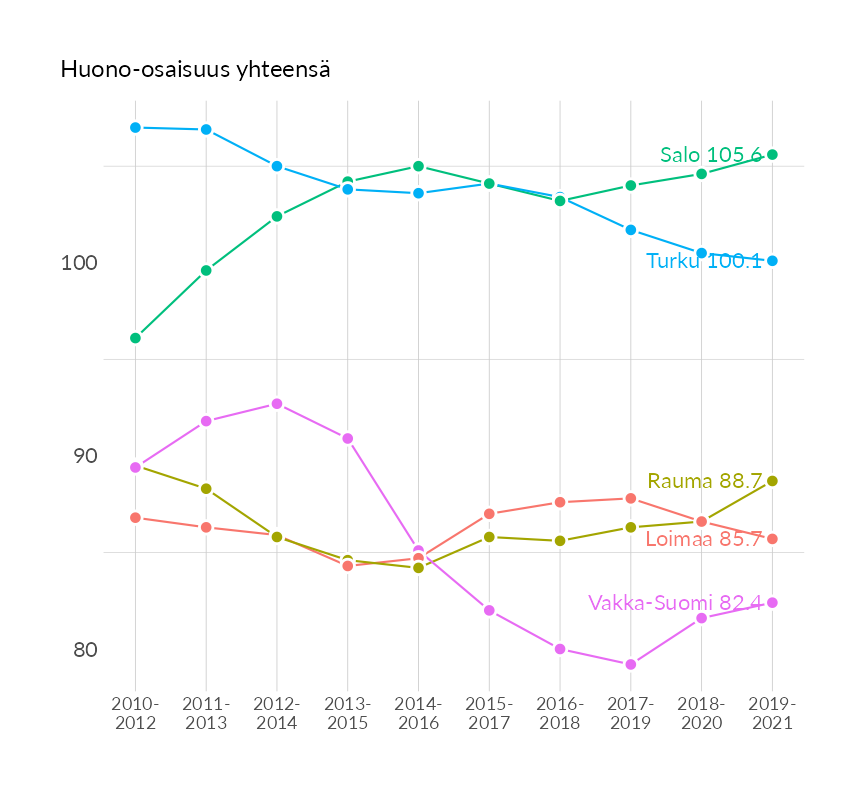 Huono-osaisuus yhteensä
Salo 105.6
100
Turku 100.1
90
Rauma 88.7
Loimaa 85.7
Vakka-Suomi 82.4
80
2010- 2011- 2012- 2013- 2014- 2015- 2016- 2017- 2018- 2019-
2012 2013 2014 2015 2016 2017 2018 2019 2020 2021